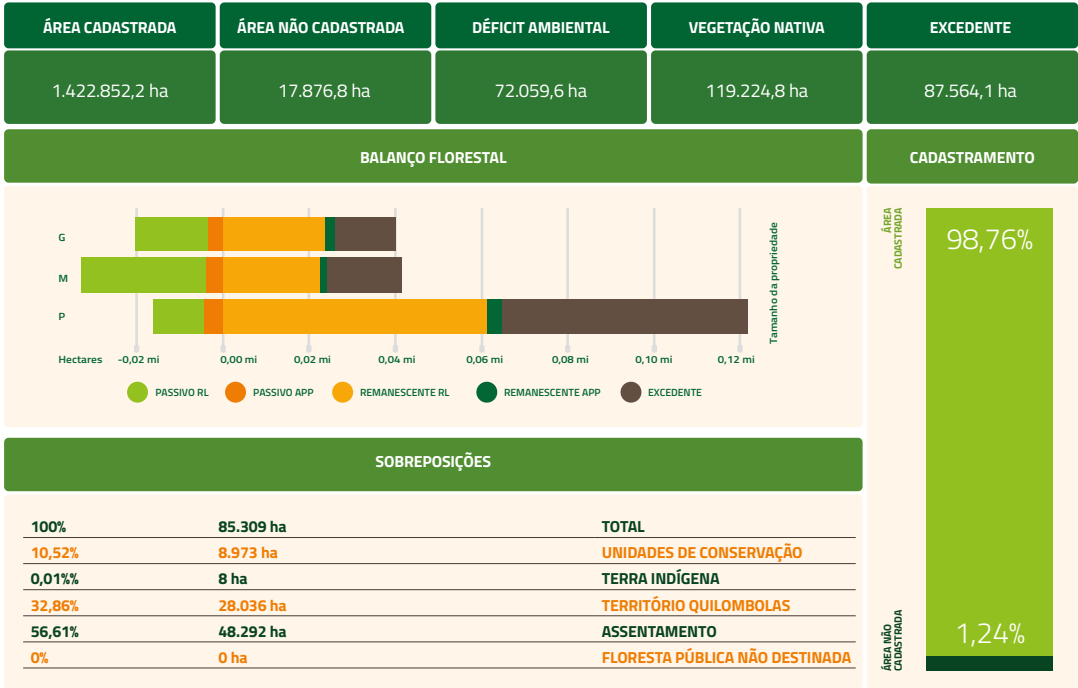 ÁREA CADASTRADA
ÁREA NÃO CADASTRADA
DÉFICIT AMBIENTAL
VEGETAÇÃO NATIVA
EXCEDENTE
1.422.852,2 ha
17.876,8 ha
72.059,6 ha
119.224,8 ha
87.564,1 ha
BALANÇO FLORESTAL
CADASTRAMENTO
G
M
P
Tamanho da propriedade
Hectares
-0,02 mi
0,00 mi
0,02 mi
0,04 mi
0,06 mi
0,08 mi
0,10 mi
0,12 mi
PASSIVO RL
PASSIVO APP
REMANESCENTE RL
REMANESCENTE APP
EXCEDENTE
ÁREA
CADASTRADA
98,76%
SOBREPOSIÇÕES
100% 85.309 ha TOTAL
10,52% 8.973 ha UNIDADES DE CONSERVAÇÃO
0,01%% 8 ha TERRA INDÍGENA
32,86% 28.036 ha TERRITÓRIO QUILOMBOLAS
56,61% 48.292 ha ASSENTAMENTO
0% 0 ha FLORESTA PÚBLICA NÃO DESTINADA
ÁREA NÃO
CADASTRADA
1,24%